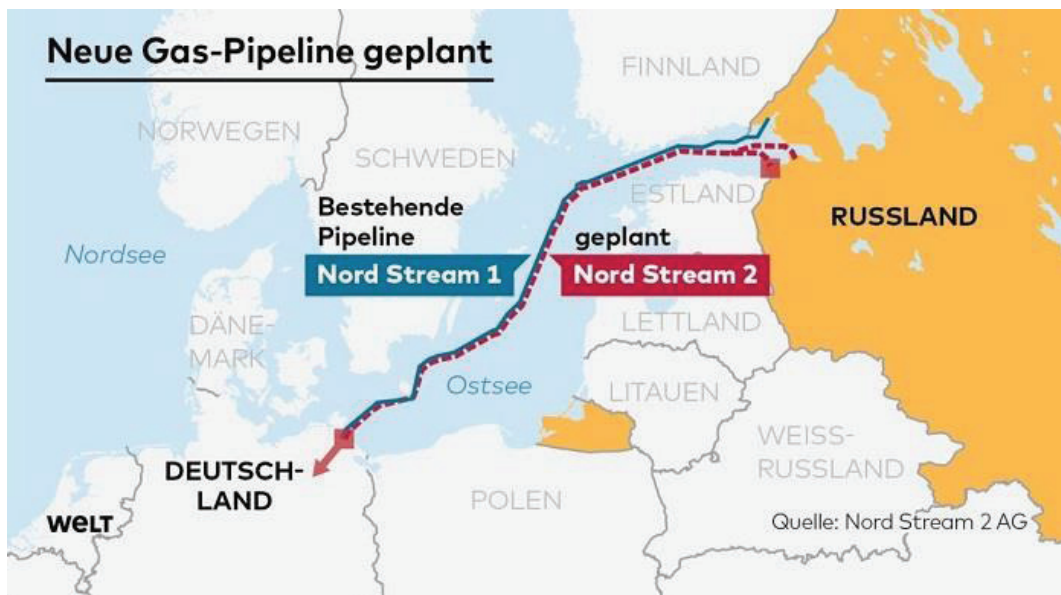 Neue Gas-Pipeline geplant
FINNLAND
NORWEGEN
SCHWEDEN
ESTLAND
Bestehende
Pipeline
Nord Stream 1
geplant
Nord Stream 2
RUSSLAND
Nordsee
DÄNE-
MARK
LETTLAND
Ostsee
LITAUEN
WEISS-
RUSSLAND
DEUTSCH-
LAND
POLEN
WELT
Quelle: Nord Stream 2 AG